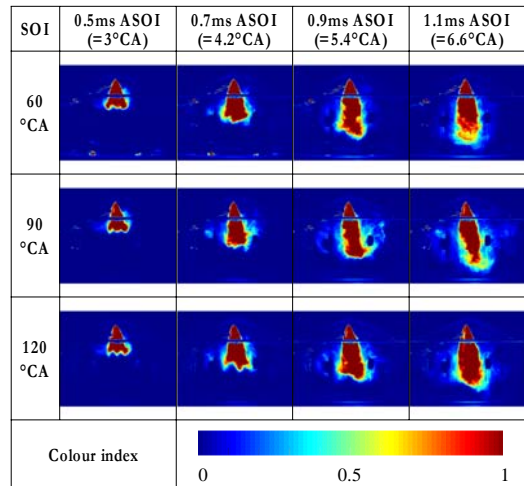 SOI
0.5ms ASOI
(=3°CA)
0.7ms ASOI
(=4.2°CA)
0.9ms ASOI
(=5.4°CA)
1.1ms ASOI
(=6.6°CA)
60
°CA
90
°CA
120
°CA
Colour index
0 0.5 1